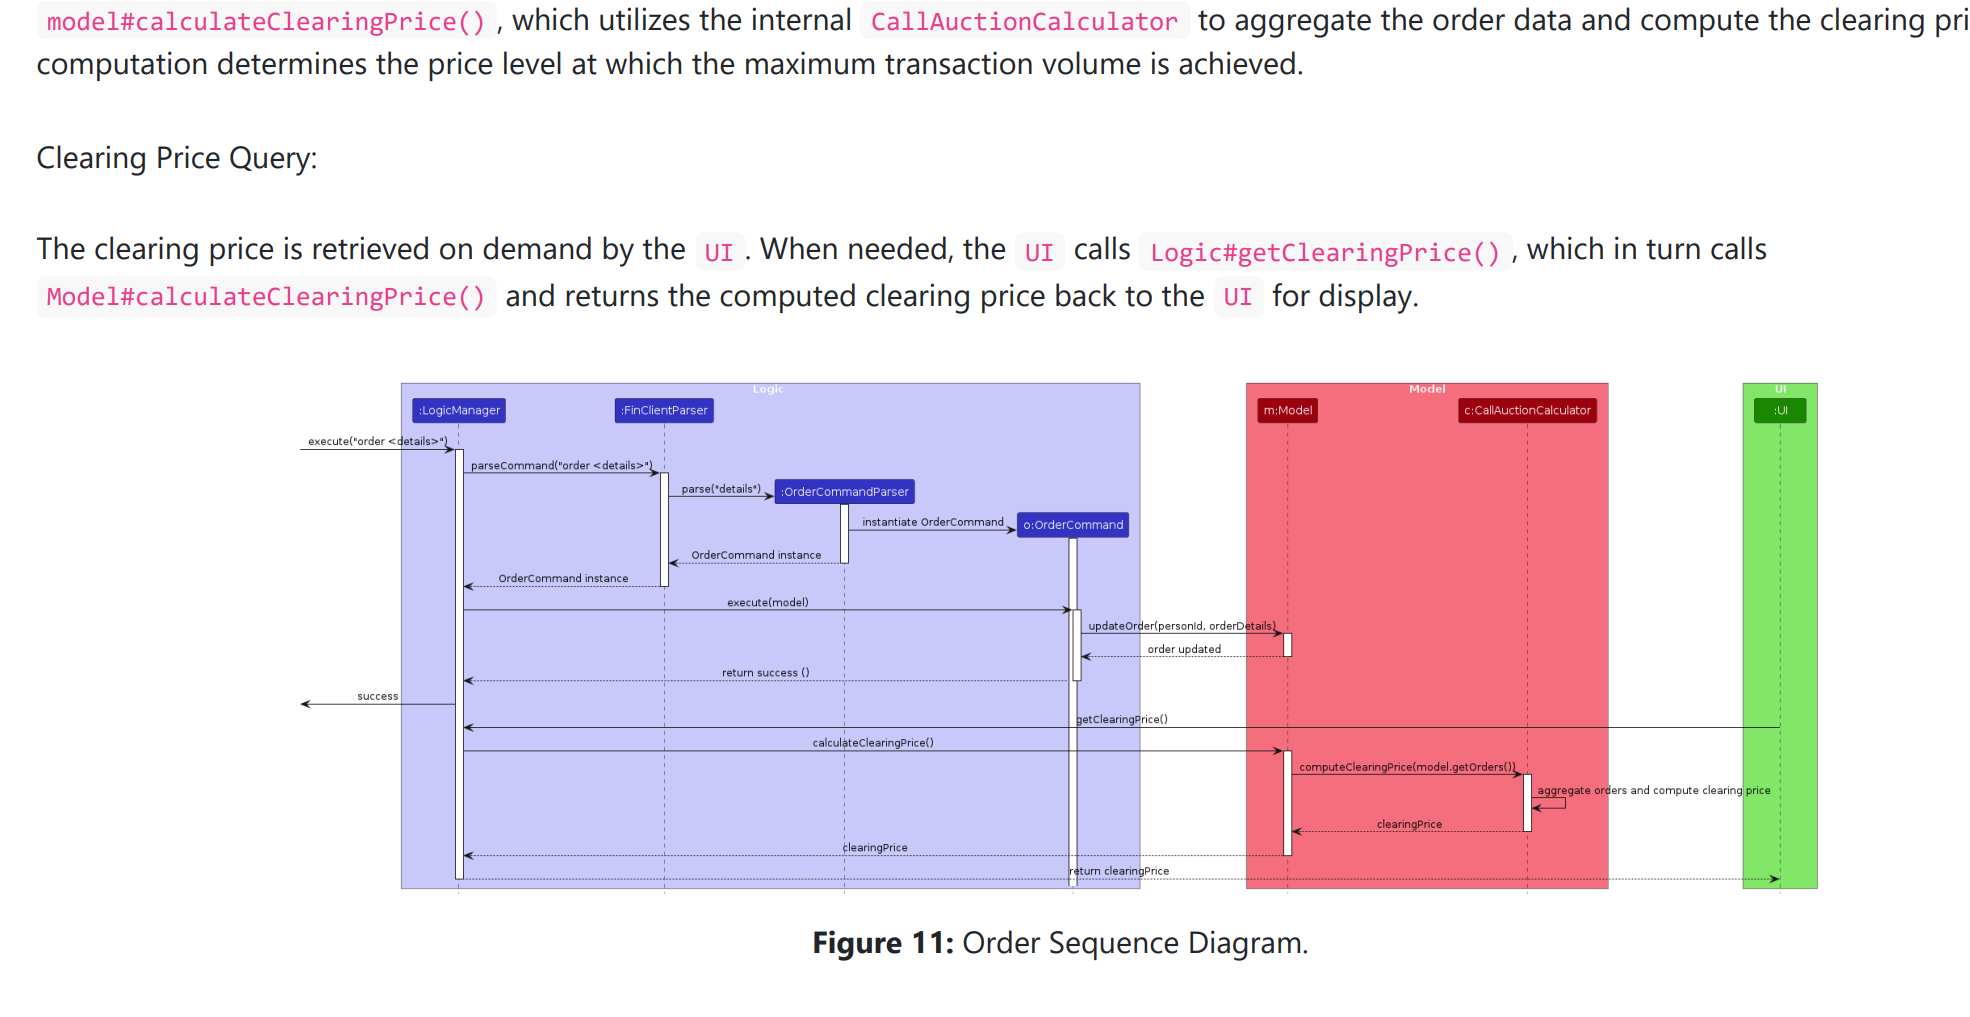 model#calculateClearingPrice() , which utilizes the internal CallAuctionCalculator to aggregate the order data and compute the clearing pri
computation determines the price level at which the maximum transaction volume is achieved.
Clearing Price Query:
The clearing price is retrieved on demand by the UI . When needed, the UI calls Logic#getClearingPrice() , which in turn calls
Model#calculateClearingPrice() and returns the computed clearing price back to the UI for display.
Logic
Model
UI
:LogicManager
:FinClientParser
m:Model
c:CallAuctionCalculator
:UI
execute("order <details>")
parseCommand("order <details>")
parse("details")
:OrderCommandParser
instantiate OrderCommand
o:OrderCommand
OrderCommand instance
OrderCommand instance
execute(model)
updateOrder(personId, orderDetails)
order updated
return success ()
success
getClearingPrice()
calculateClearingPrice()
computeClearingPrice(model.getOrders())
aggregate orders and compute clearing price
clearingPrice
clearingPrice
return clearingPrice
Figure 11: Order Sequence Diagram.